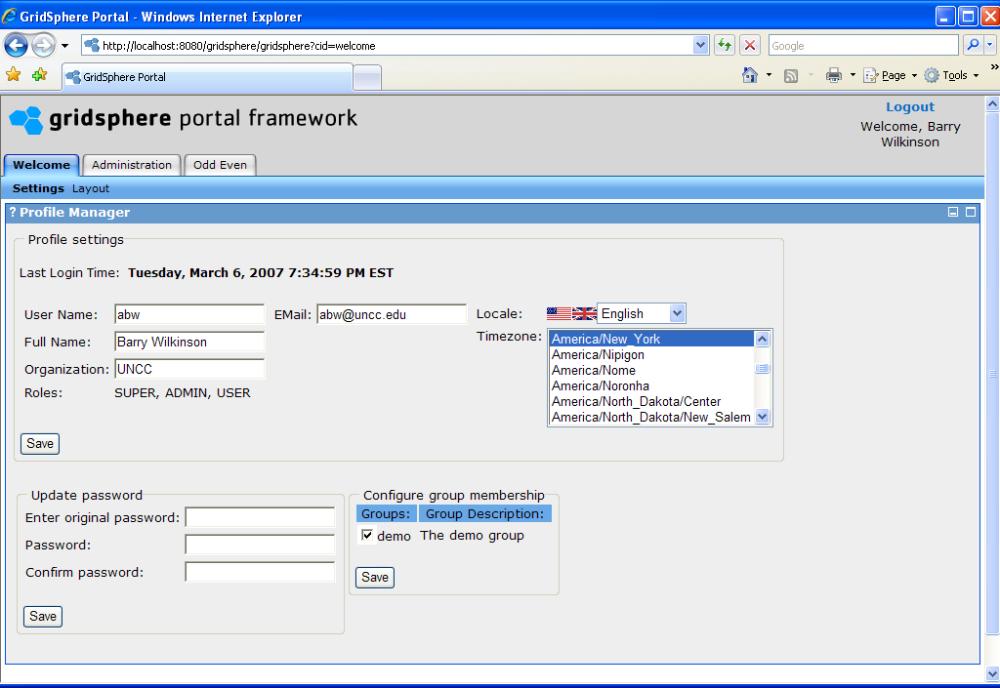 GridSphere Portal - Windows Internet Explorer
http://localhost:8080/gridsphere/gridsphere?cid=welcome
Google
GridSphere Portal
Page
Tools
gridsphere portal framework
Logout
Welcome, Barry
Wilkinson
Welcome Administration Odd Even
Settings Layout
? Profile Manager
Profile settings
Last Login Time: Tuesday, March 6, 2007 7:34:59 PM EST
User Name: abw EMail: abw@uncc.edu Locale: English
Full Name: Barry Wilkinson
Organization: UNCC
Roles: SUPER, ADMIN, USER
Timezone: America/New_York
America/Nipigon
America/Nome
America/Noronha
America/North_Dakota/Center
America/North_Dakota/New_Salem
Save
Update password
Enter original password:
Password:
Confirm password:
Save
Configure group membership
Groups: Group Description:
demo The demo group
Save